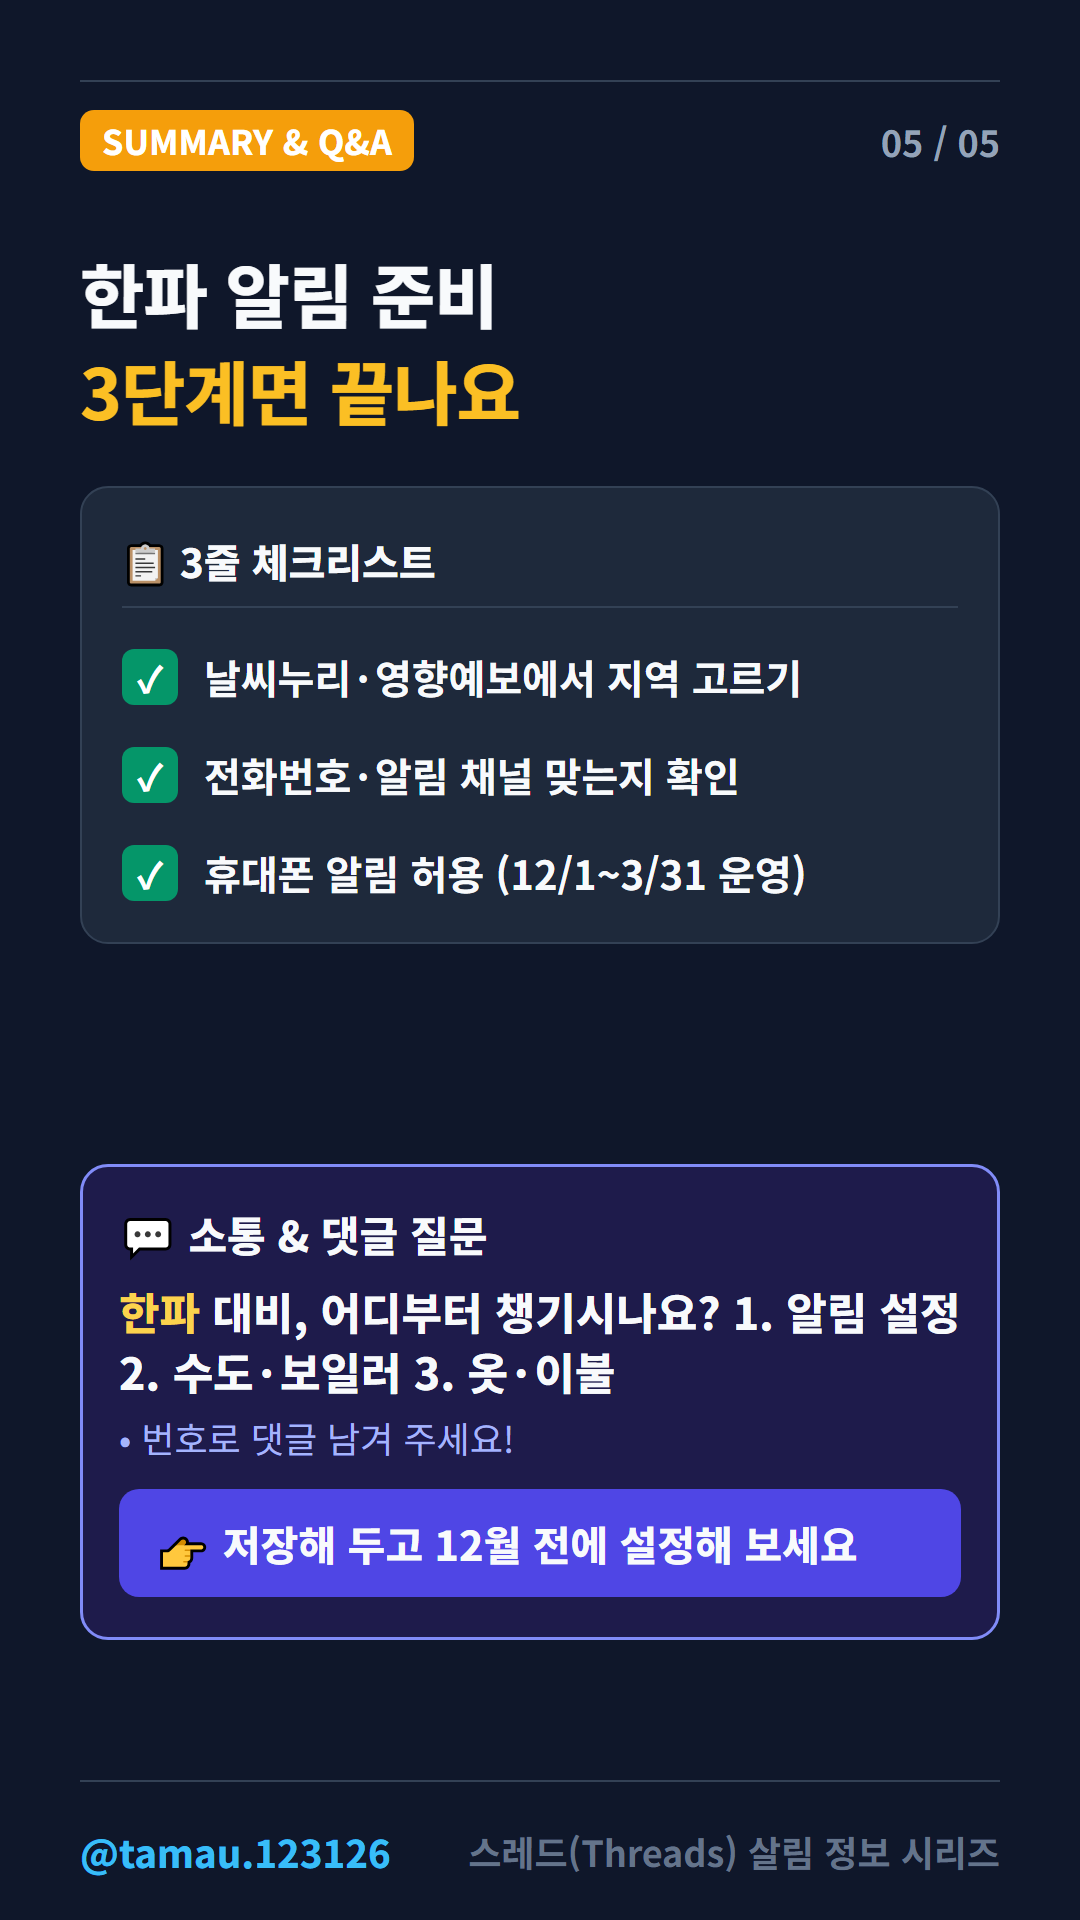 SUMMARY & Q&A
05 / 05
한파 알림 준비
3단계면 끝나요
📋 3줄 체크리스트
✓ 날씨누리·영향예보에서 지역 고르기
✓ 전화번호·알림 채널 맞는지 확인
✓ 휴대폰 알림 허용 (12/1~3/31 운영)
💬 소통 & 댓글 질문
한파 대비, 어디부터 챙기시나요? 1. 알림 설정
2. 수도·보일러 3. 옷·이불
• 번호로 댓글 남겨 주세요!
👉 저장해 두고 12월 전에 설정해 보세요
@tamau.123126
스레드(Threads) 살림 정보 시리즈